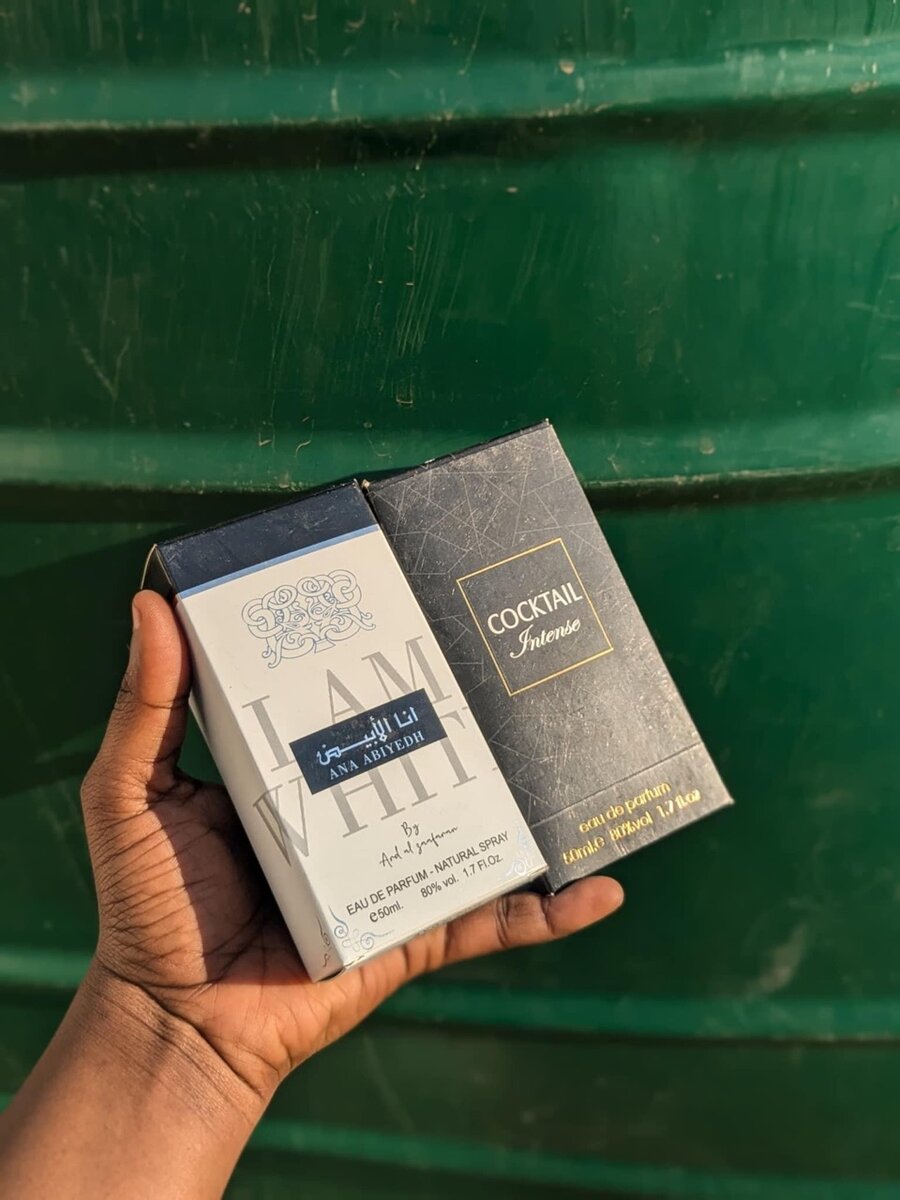 I AM
WHIT
أنا الأبيض
ANA ABIYEDH
By
Ard al zaafaran
EAU DE PARFUM - NATURAL SPRAY
e50ml. 80% vol. 1.7 Fl.Oz
COCKTAIL
Intense
eau de parfum
50ml.e 80%vol 1.7 fl.oz